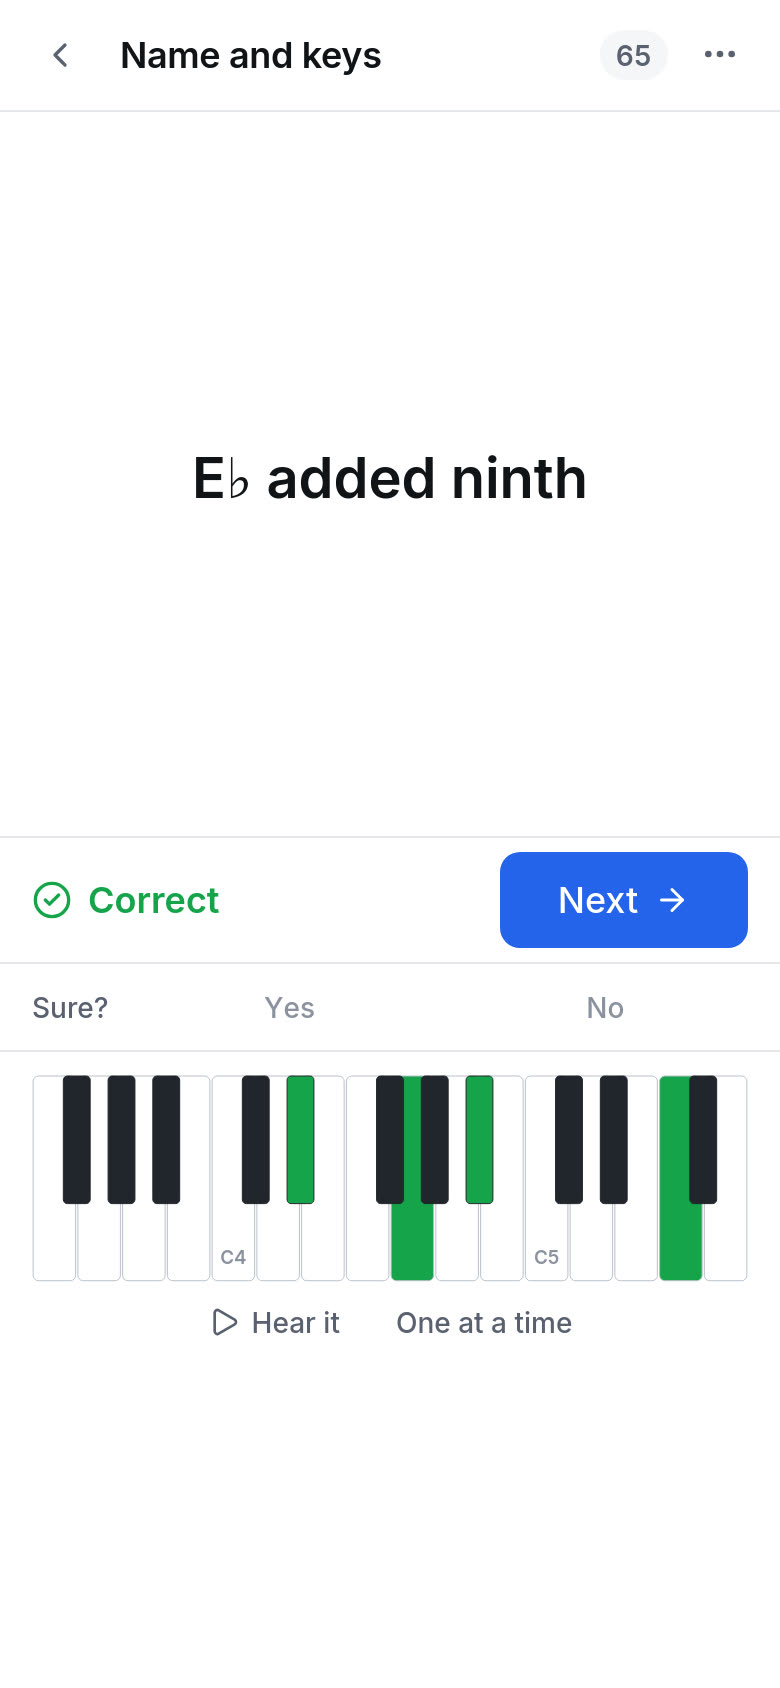 Name and keys
65
E♭ added ninth
Correct
Next
Sure?
Yes
No
C4
C5
Hear it
One at a time